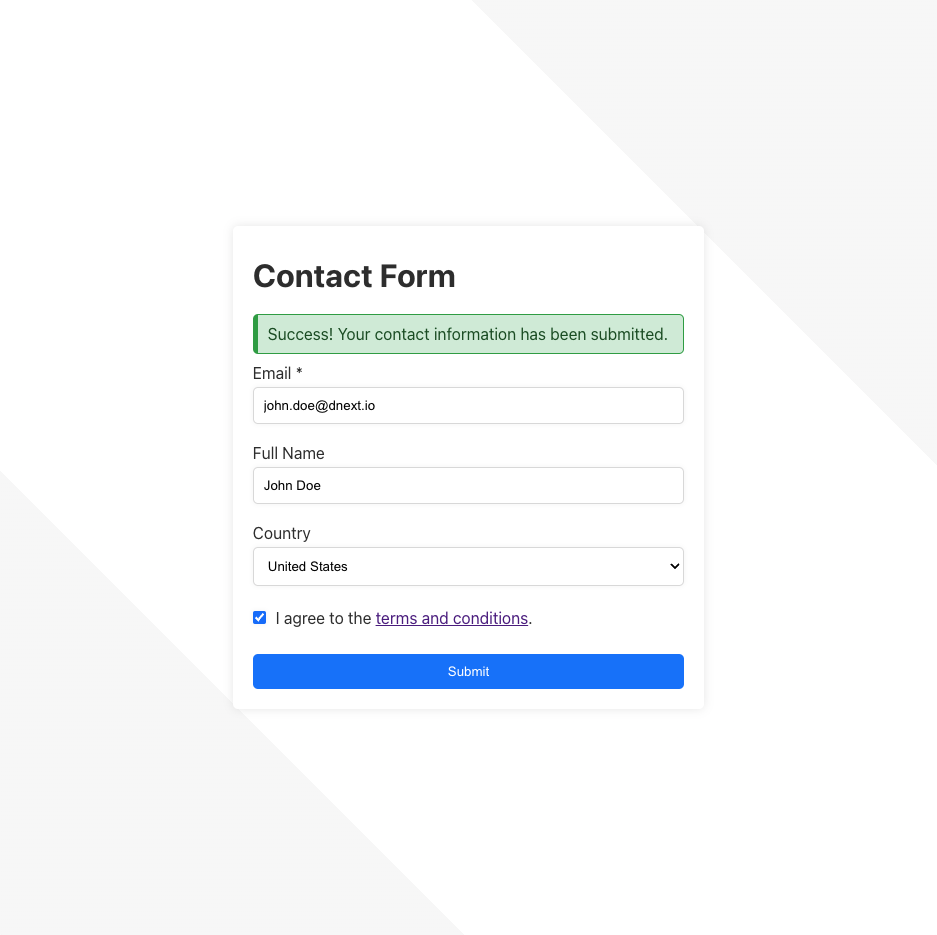 Contact Form
Success! Your contact information has been submitted.
Email *
john.doe@dnext.io
Full Name
John Doe
Country
United States
I agree to the terms and conditions.
Submit